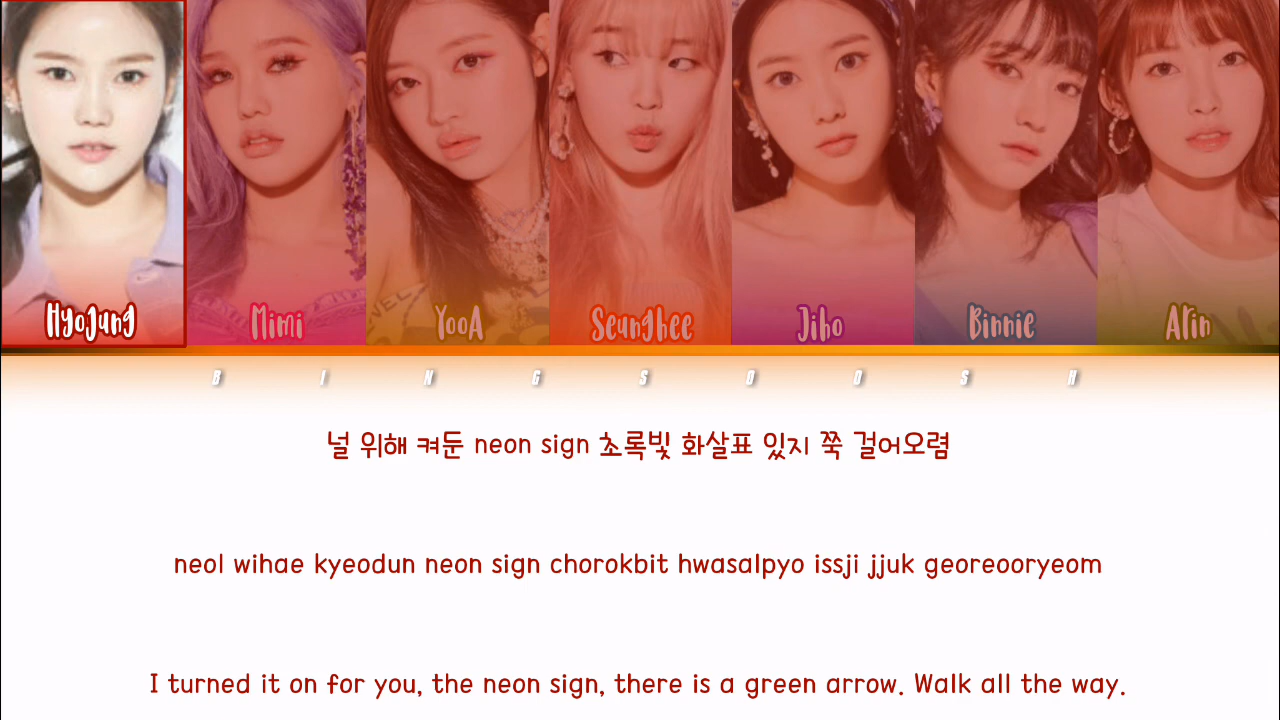 HyoJung Mimi YooA Seunghee Jiho Binnie Arin
BINGSOOSH
널 위해 켜둔 neon sign 초록빛 화살표 있지 쭉 걸어오렴
neol wihae kyeodun neon sign chorokbit hwasalpyo issji jjuk georeooryeom
I turned it on for you, the neon sign, there is a green arrow. Walk all the way.